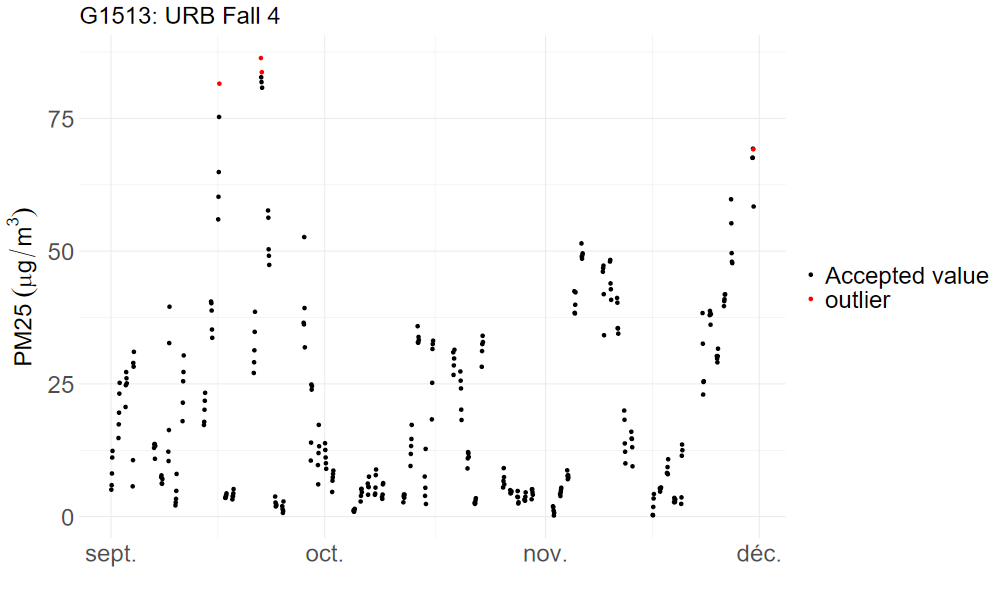 G1513: URB Fall 4
PM25 (μg/m³)
75
50
25
0
sept.
oct.
nov.
déc.
Accepted value
outlier